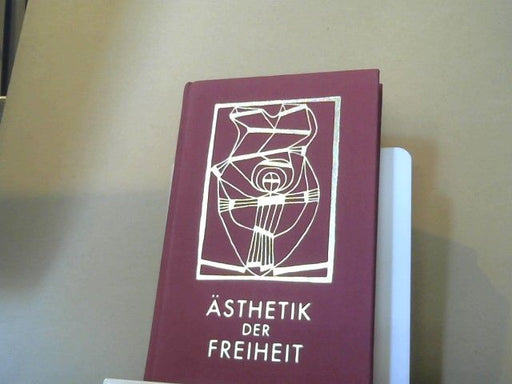 ÄSTHETIK
DER
FREIHEIT